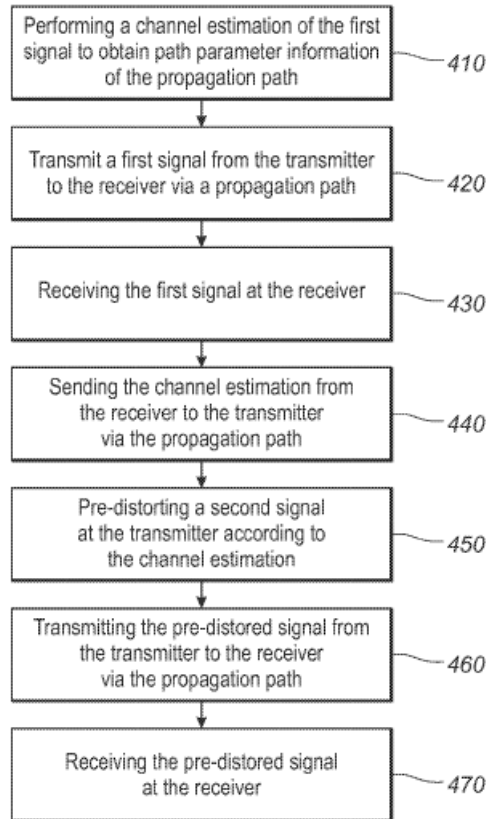 Performing a channel estimation of the first
signal to obtain path parameter information
of the propagation path
410
Transmit a first signal from the transmitter
to the receiver via a propagation path
420
Receiving the first signal at the receiver
430
Sending the channel estimation from
the receiver to the transmitter
via the propagation path
440
Pre-distorting a second signal
at the transmitter according to
the channel estimation
450
Transmitting the pre-distored signal from
the transmitter to the receiver
via the propagation path
460
Receiving the pre-distored signal
at the receiver
470